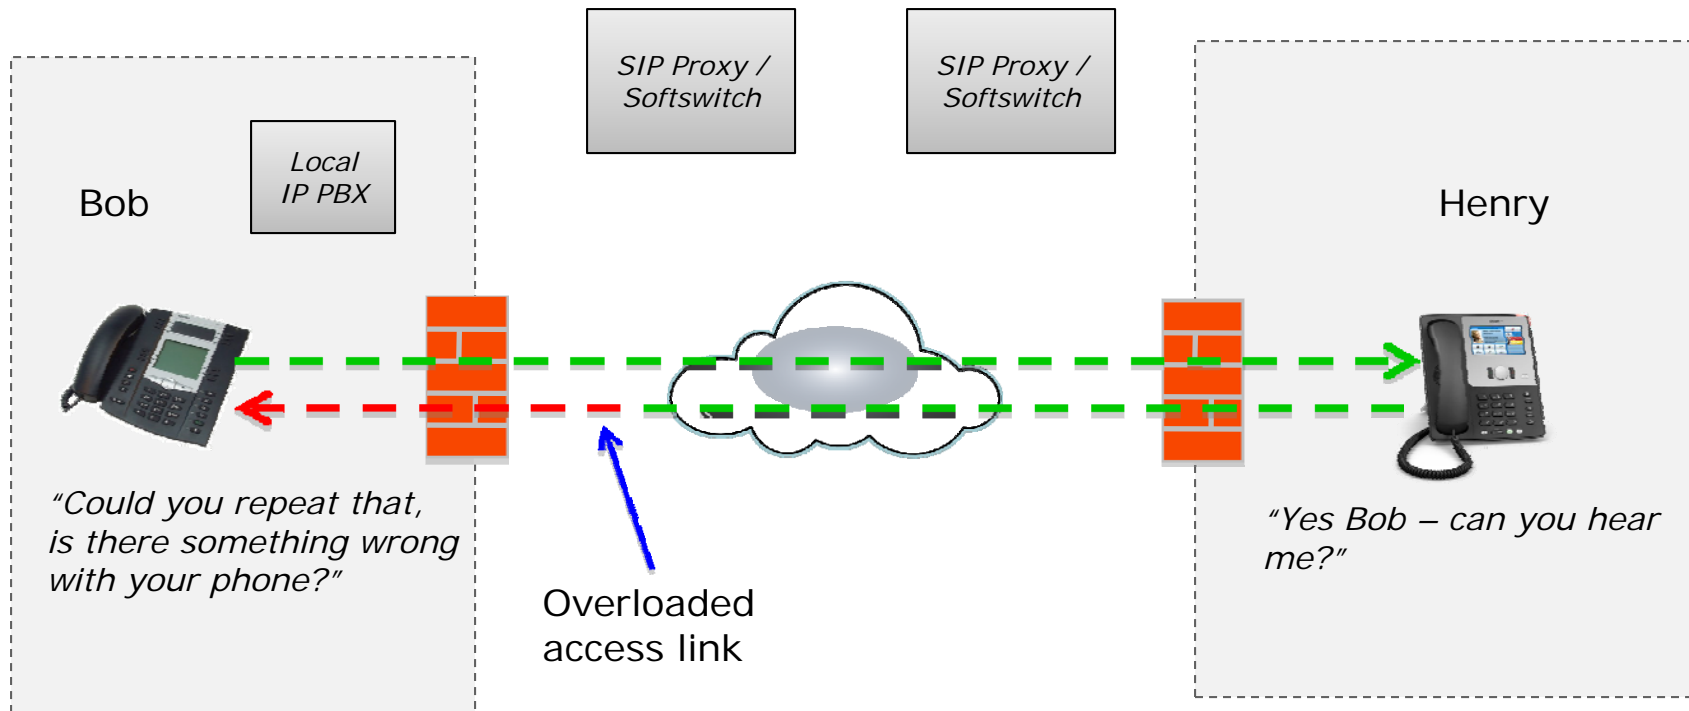 SIP Proxy /
Softswitch
SIP Proxy /
Softswitch
Local
IP PBX
Bob
Henry
“Could you repeat that,
is there something wrong
with your phone?”
“Yes Bob – can you hear
me?”
Overloaded
access link